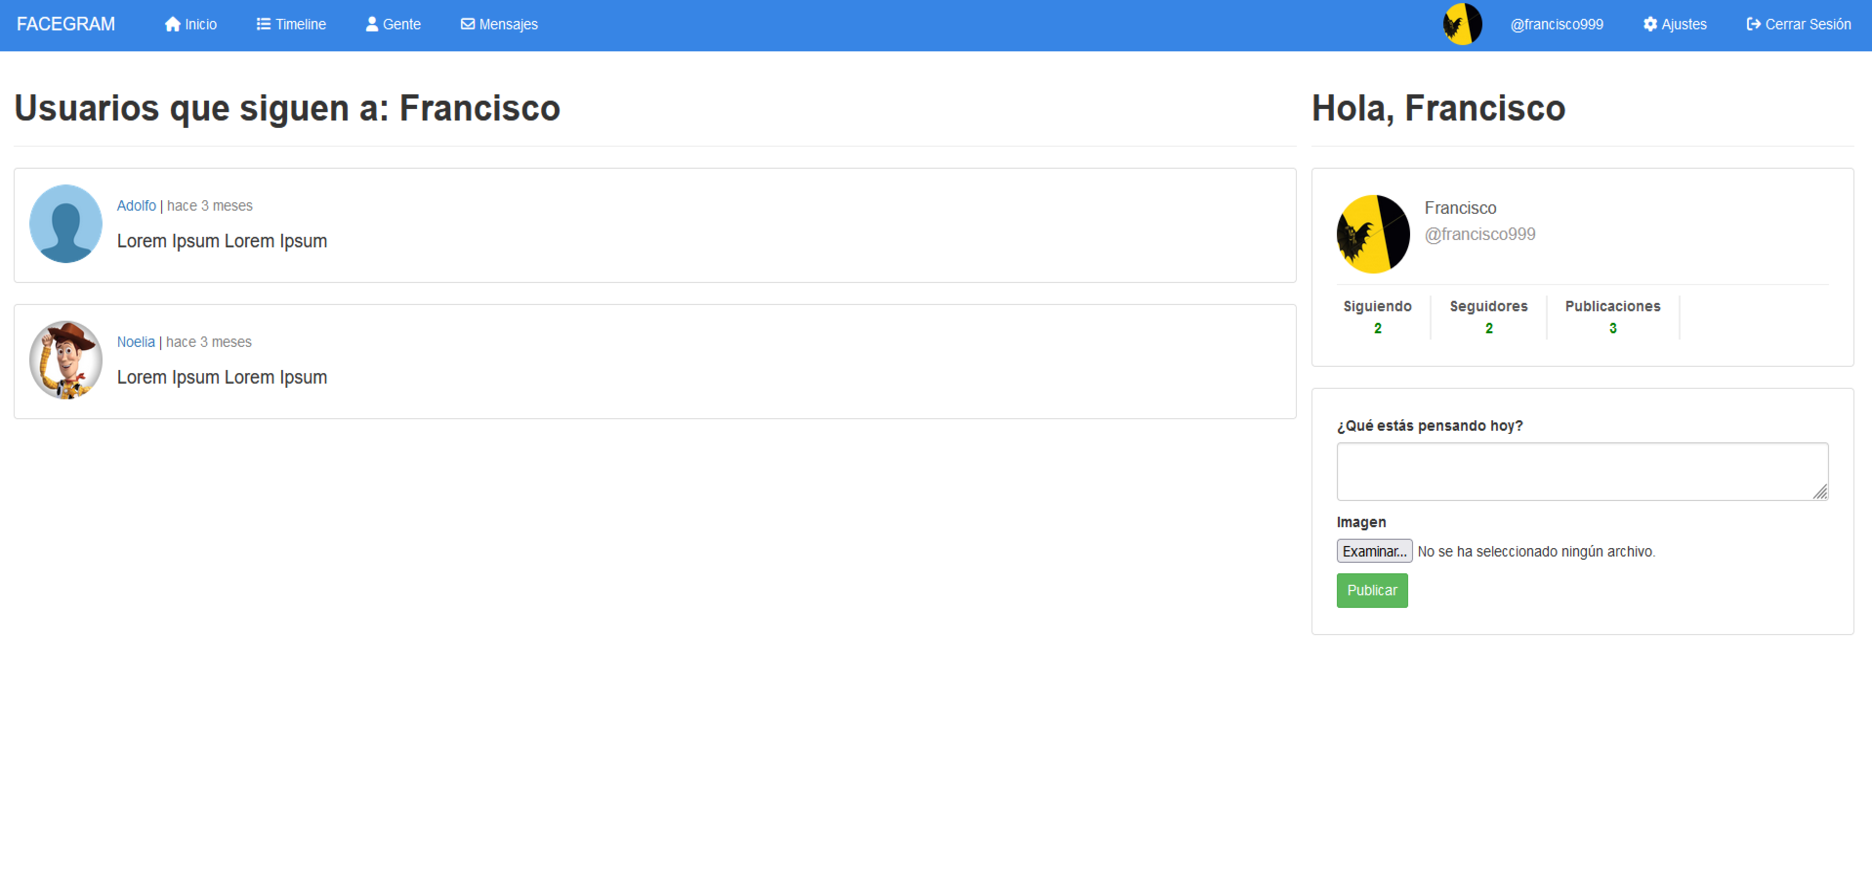 FACEGRAM Inicio Timeline Gente Mensajes @francisco999 Ajustes Cerrar Sesión
Usuarios que siguen a: Francisco
Adolfo | hace 3 meses
Lorem Ipsum Lorem Ipsum
Noelia | hace 3 meses
Lorem Ipsum Lorem Ipsum
Hola, Francisco
Francisco
@francisco999
Siguiendo Seguidores Publicaciones
2 2 3
¿Qué estás pensando hoy?
Imagen
Examinar... No se ha seleccionado ningún archivo.
Publicar